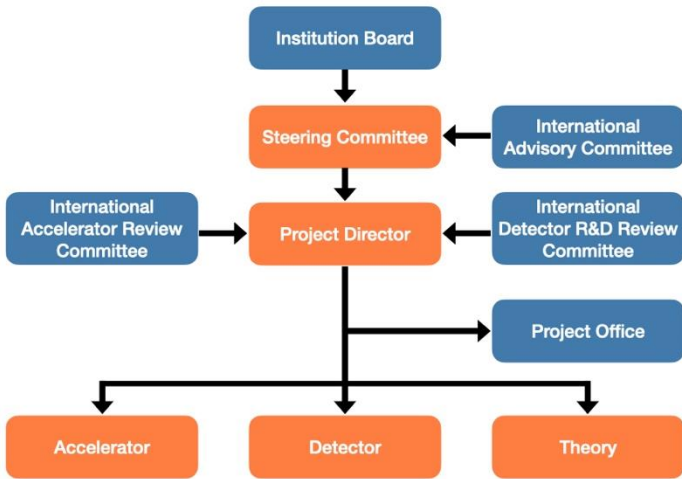 Institution Board
Steering Committee
International
Advisory Committee
International
Accelerator Review
Committee
Project Director
International
Detector R&D Review
Committee
Project Office
Accelerator
Detector
Theory